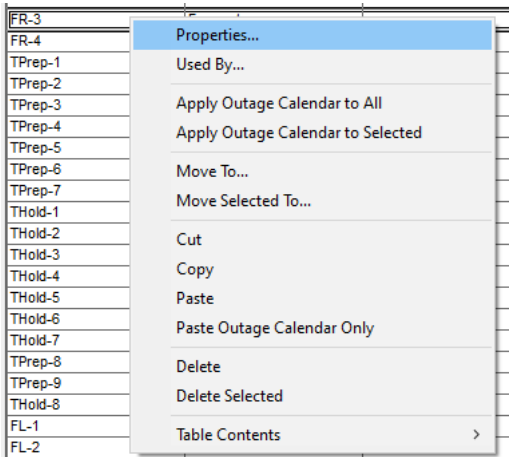 FR-3
FR-4
TPrep-1
TPrep-2
TPrep-3
TPrep-4
TPrep-5
TPrep-6
TPrep-7
THold-1
THold-2
THold-3
THold-4
THold-5
THold-6
THold-7
TPrep-8
TPrep-9
THold-8
FL-1
FL-2
Properties...
Used By...
Apply Outage Calendar to All
Apply Outage Calendar to Selected
Move To...
Move Selected To...
Cut
Copy
Paste
Paste Outage Calendar Only
Delete
Delete Selected
Table Contents